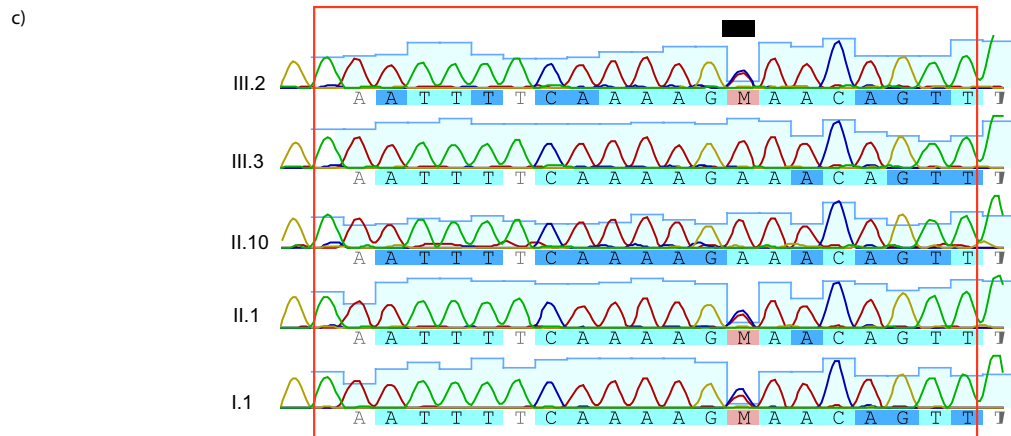 c)
III.2 A A T T T T C A A A A G M A A C A G T T T
III.3 A A T T T T C A A A A G A A A C A G T T T
II.10 A A T T T T C A A A A G A A A C A G T T T
II.1 A A T T T T C A A A A G M A A C A G T T T
I.1 A A T T T T C A A A A G M A A C A G T T T